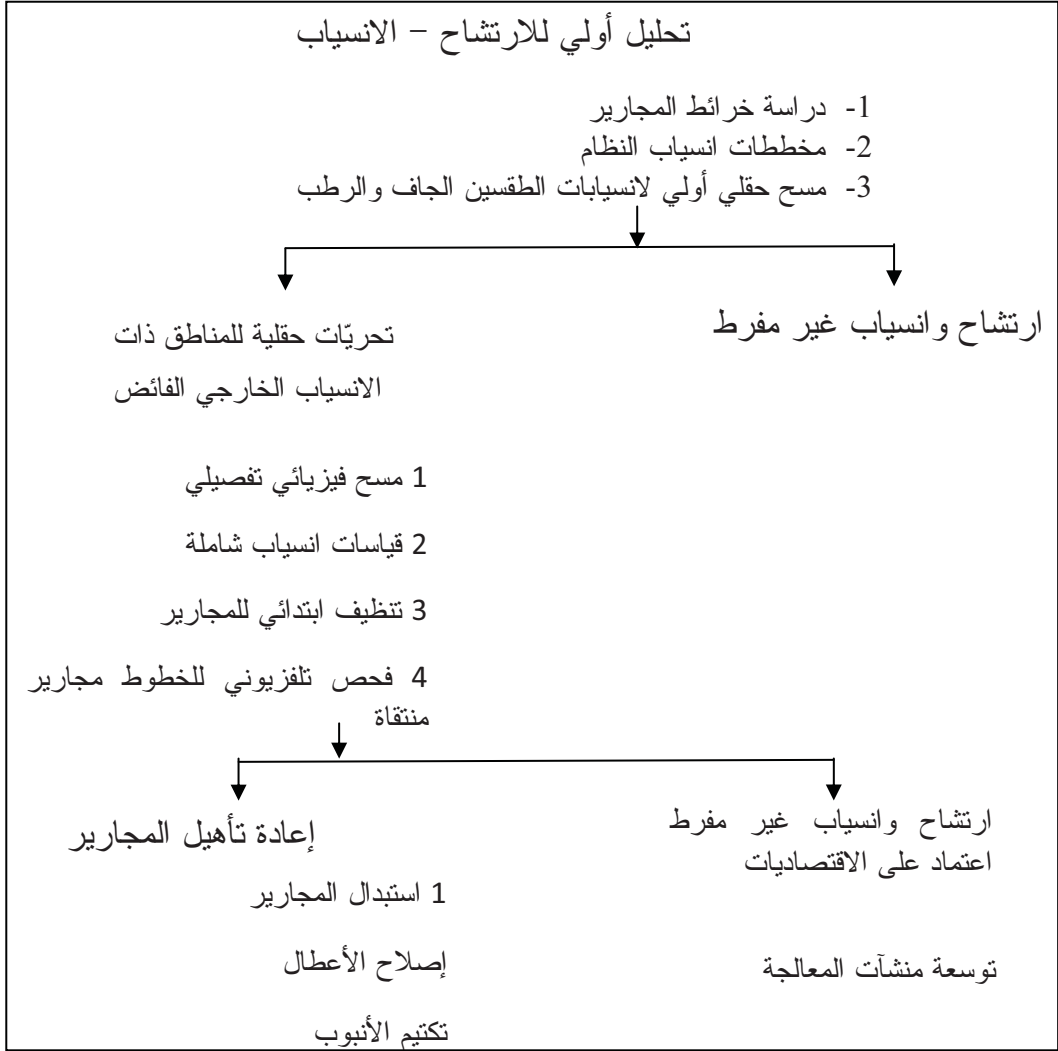 تحليل أولي للارتشاح – الانسياب
1- دراسة خرائط المجارير
2- مخططات انسياب النظام
3- مسح حقلي أولي لانسيابات الطقسين الجاف والرطب
ارتشاح وانسياب غير مفرط
تحريّات حقلية للمناطق ذات
الانسياب الخارجي الفائض
1 مسح فيزيائي تفصيلي
2 قياسات انسياب شاملة
3 تنظيف ابتدائي للمجارير
4 فحص تلفزيوني للخطوط مجارير
منتقاة
ارتشاح وانسياب غير مفرط
اعتماد على الاقتصاديات
توسعة منشآت المعالجة
إعادة تأهيل المجارير
1 استبدال المجارير
إصلاح الأعطال
تكتيم الأنبوب